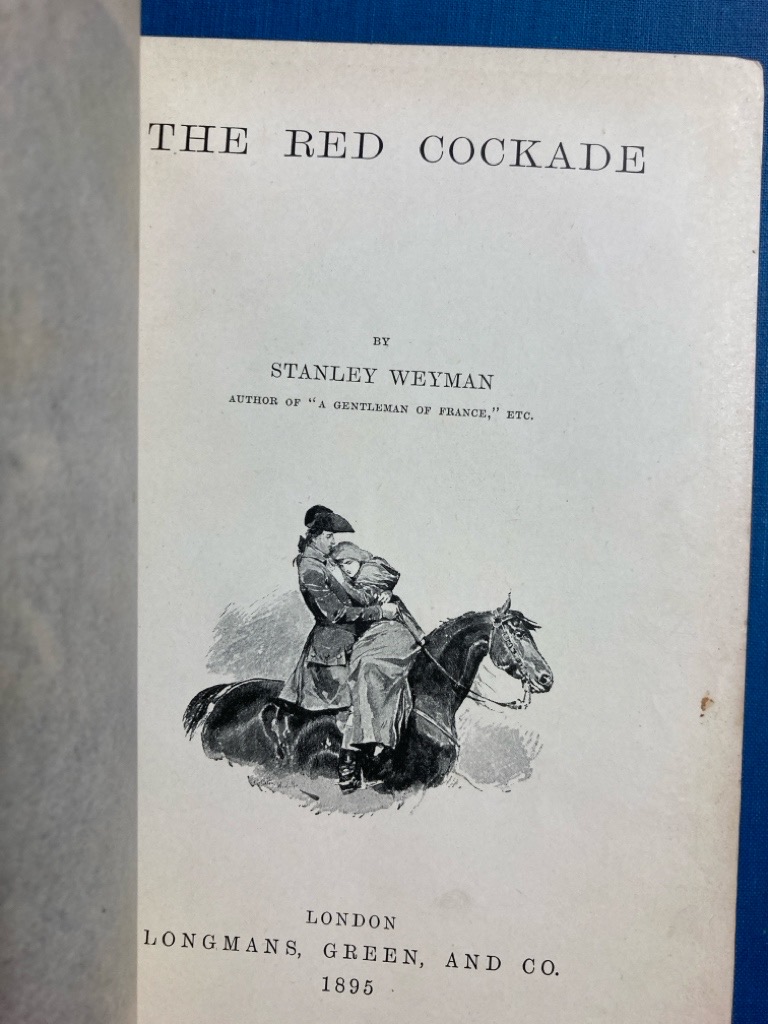 THE RED COCKADE
BY
STANLEY WEYMAN
AUTHOR OF "A GENTLEMAN OF FRANCE," ETC.
LONDON
LONGMANS, GREEN, AND CO.
1895